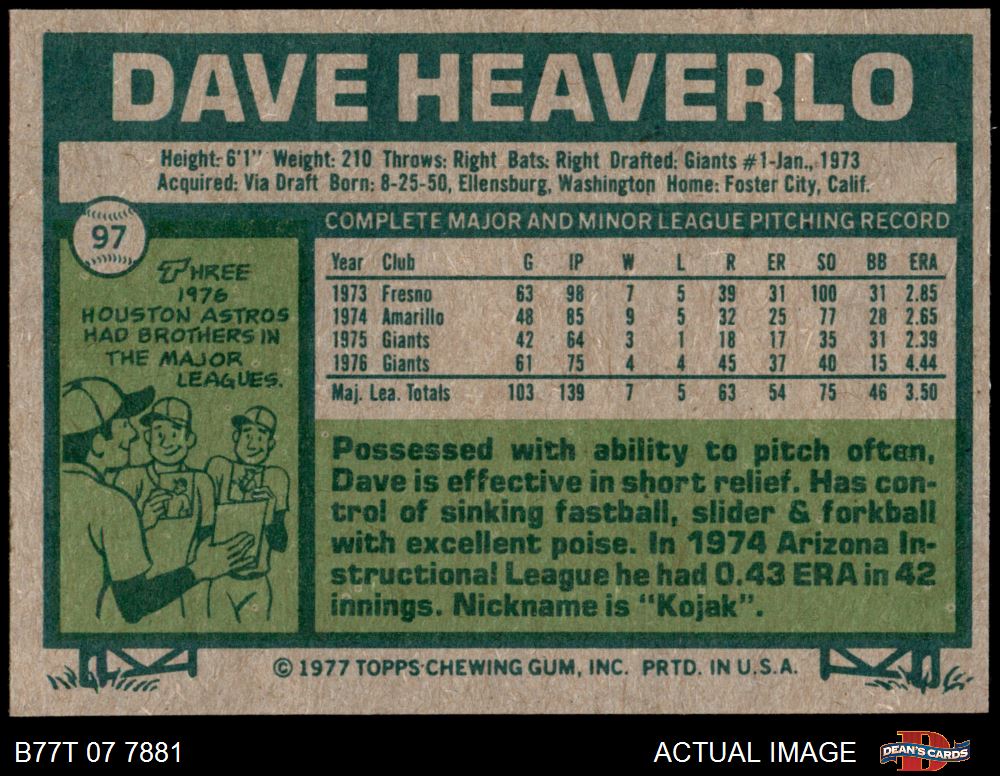 DAVE HEAVERLO
Height: 6'1" Weight: 210 Throws: Right Bats: Right Drafted: Giants #1-Jan., 1973
Acquired: Via Draft Born: 8-25-50, Ellensburg, Washington Home: Foster City, Calif.
97
THREE
1976
HOUSTON ASTROS
HAD BROTHERS IN
THE MAJOR
LEAGUES.
COMPLETE MAJOR AND MINOR LEAGUE PITCHING RECORD
Year Club G IP W L R ER SO BB ERA
1973 Fresno 63 98 7 5 39 31 100 31 2.85
1974 Amarillo 48 85 9 5 32 25 77 28 2.65
1975 Giants 42 64 3 1 18 17 35 31 2.39
1976 Giants 61 75 4 4 45 37 40 15 4.44
Maj. Lea. Totals 103 139 7 5 63 54 75 46 3.50
Possessed with ability to pitch often,
Dave is effective in short relief. Has con-
trol of sinking fastball, slider & forkball
with excellent poise. In 1974 Arizona In-
structional League he had 0.43 ERA in 42
innings. Nickname is "Kojak".
© 1977 TOPPS CHEWING GUM, INC. PRTD. IN U.S.A.
B77T 07 7881
ACTUAL IMAGE
D
DEAN'S CARDS